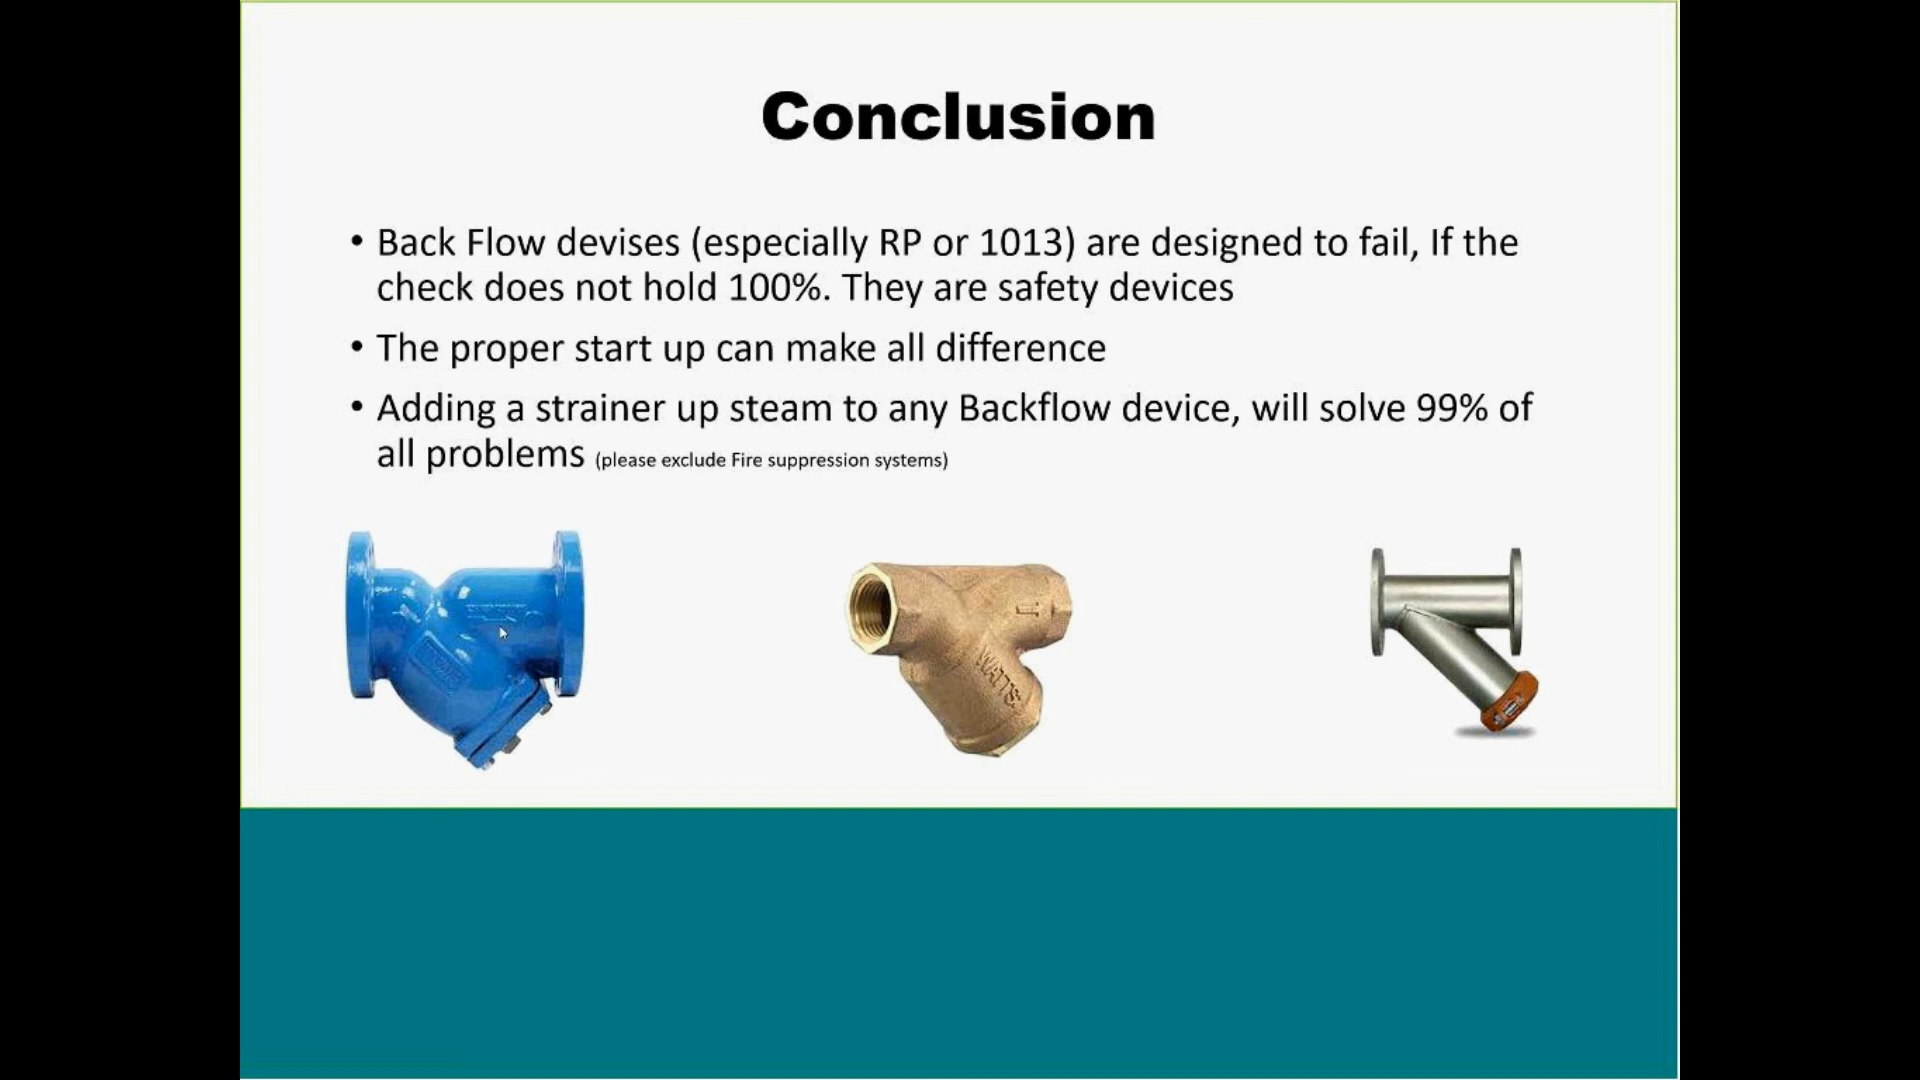 Conclusion
• Back Flow devises (especially RP or 1013) are designed to fail, If the
check does not hold 100%. They are safety devices
• The proper start up can make all difference
• Adding a strainer up steam to any Backflow device, will solve 99% of
all problems (please exclude Fire suppression systems)
WATTS